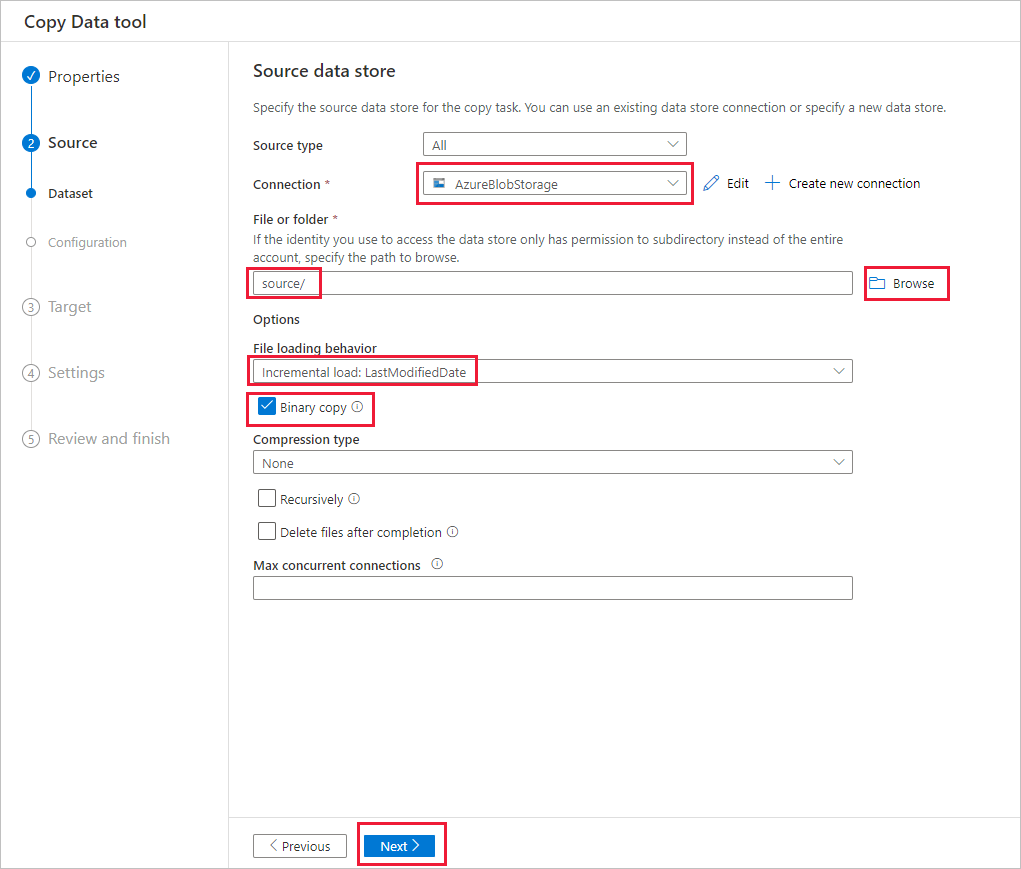 Copy Data tool
Properties
2 Source
Dataset
Configuration
3 Target
4 Settings
5 Review and finish
Source data store
Specify the source data store for the copy task. You can use an existing data store connection or specify a new data store.
Source type
All
Connection *
AzureBlobStorage
Edit
Create new connection
File or folder *
If the identity you use to access the data store only has permission to subdirectory instead of the entire
account, specify the path to browse.
source/
Browse
Options
File loading behavior
Incremental load: LastModifiedDate
Binary copy
Compression type
None
Recursively
Delete files after completion
Max concurrent connections
Previous
Next